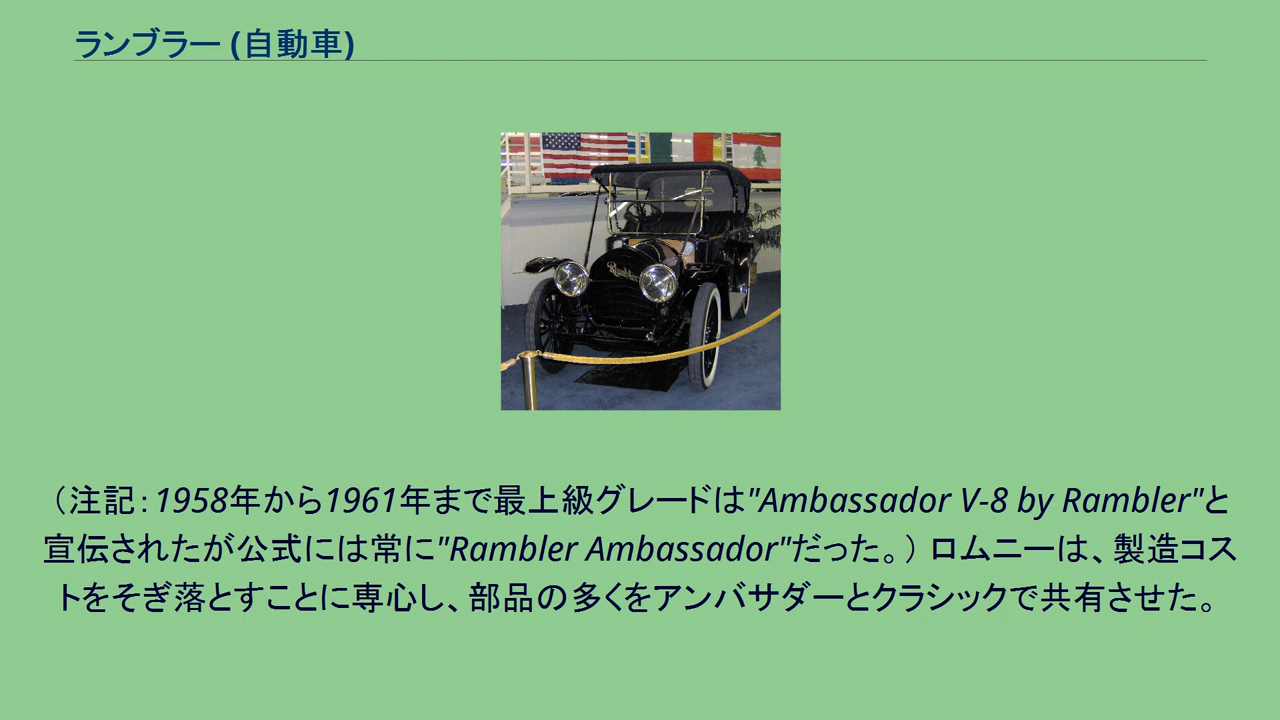 ランブラー (自動車)
Rambler
（注記：1958年から1961年まで最上級グレードは"Ambassador V-8 by Rambler"と
宣伝されたが公式には常に"Rambler Ambassador"だった。） ロムニーは、製造コス
トをそぎ落とすことに専心し、部品の多くをアンバサダーとクラシックで共有させた。